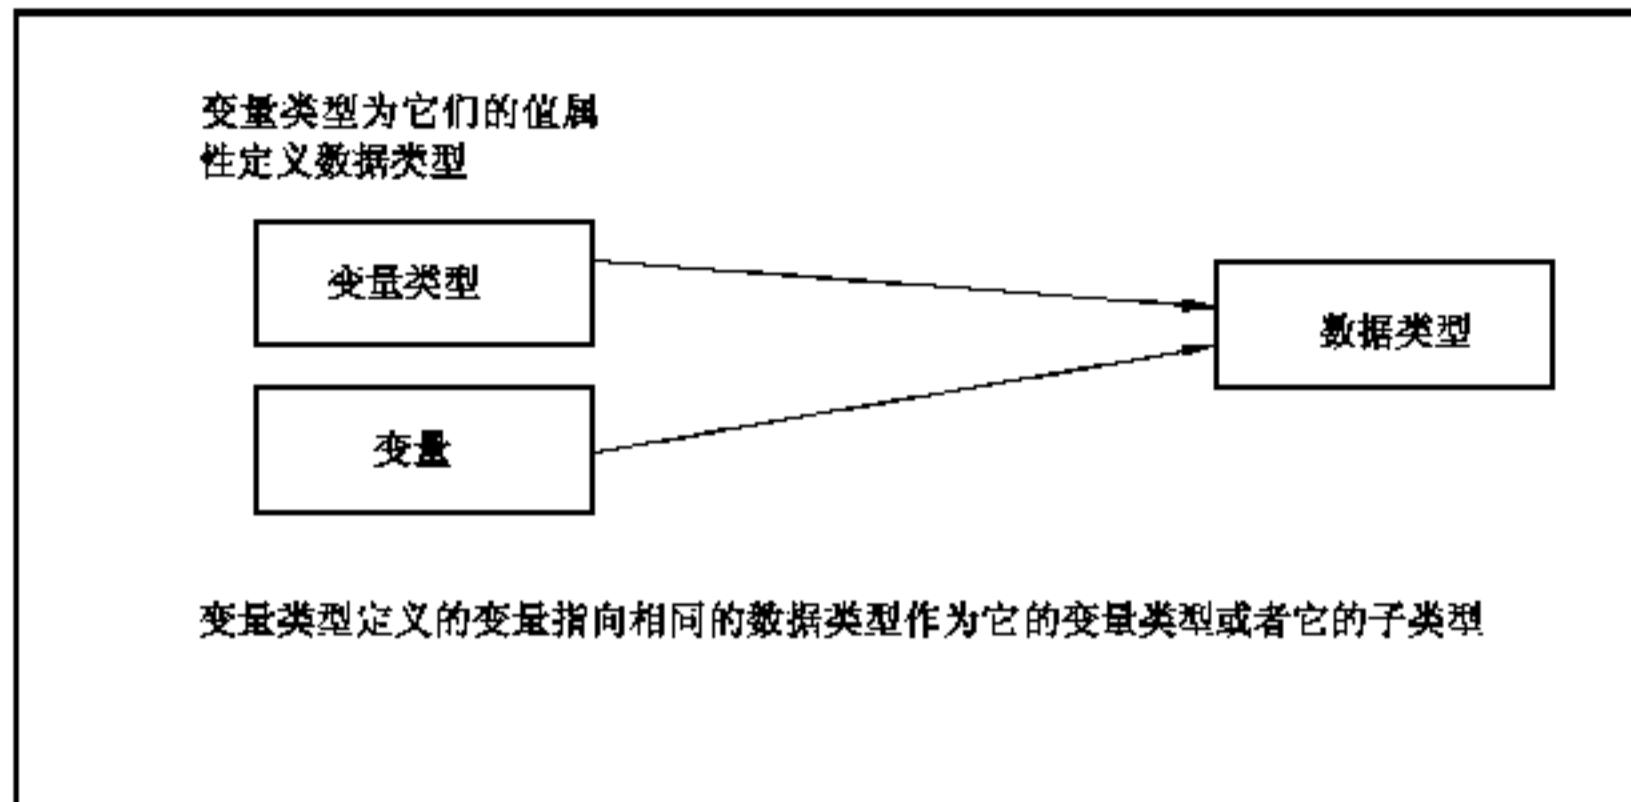 变量类型为它们的值属
性定义数据类型
变量类型
数据类型
变量
变量类型定义的变量指向相同的数据类型作为它的变量类型或者它的子类型